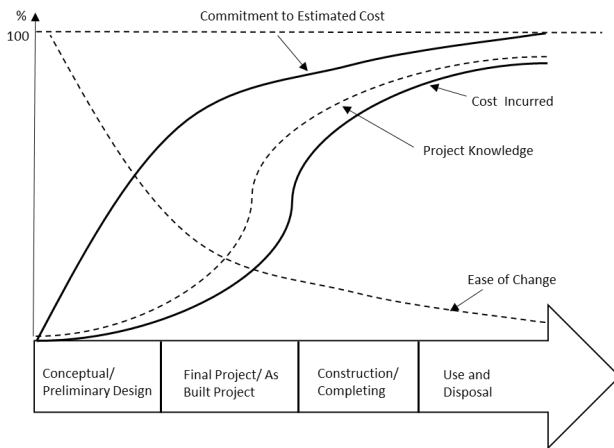 %
100
Commitment to Estimated Cost
Cost Incurred
Project Knowledge
Ease of Change
Conceptual/
Preliminary Design
Final Project/ As
Built Project
Construction/
Completing
Use and
Disposal